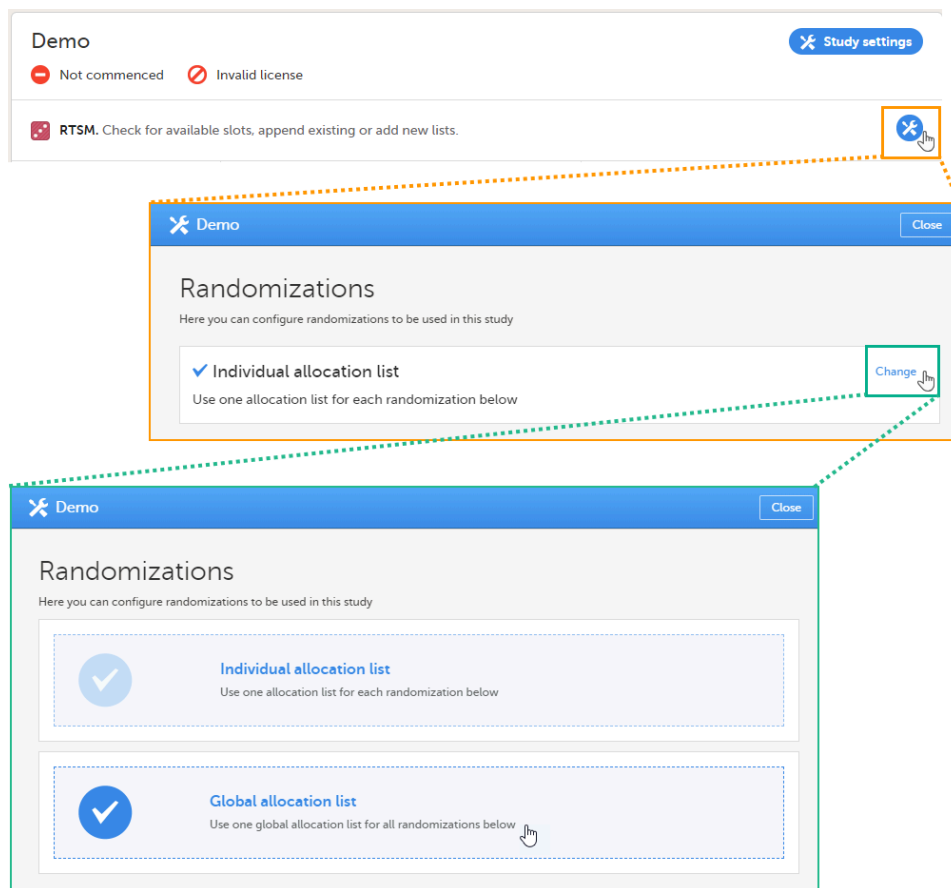 Demo
Study settings
Not commenced Invalid license
RTSM. Check for available slots, append existing or add new lists.
Demo
Close
Randomizations
Here you can configure randomizations to be used in this study
Individual allocation list
Change
Use one allocation list for each randomization below
Demo
Close
Randomizations
Here you can configure randomizations to be used in this study
Individual allocation list
Use one allocation list for each randomization below
Global allocation list
Use one global allocation list for all randomizations below